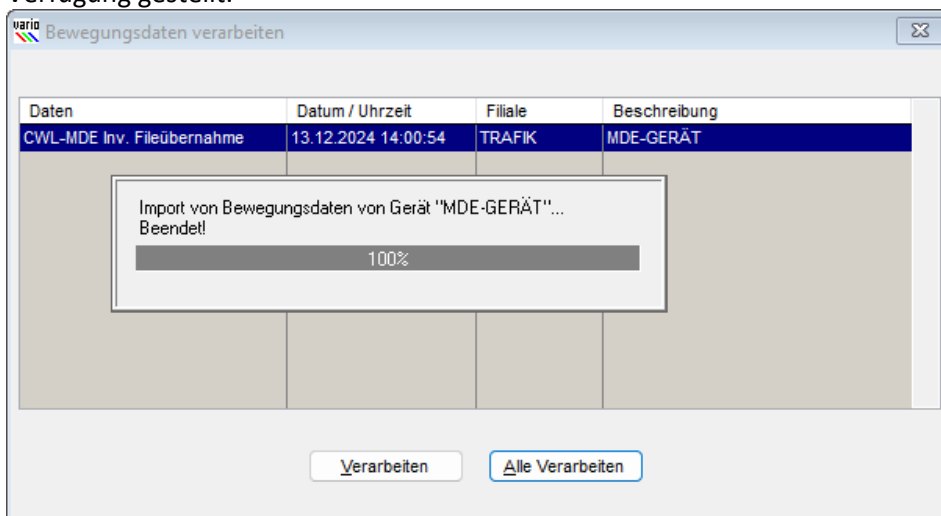 Verfügung gestellt.
vario Bewegungsdaten verarbeiten
Daten Datum / Uhrzeit Filiale Beschreibung
CWL-MDE Inv. Fileübernahme 13.12.2024 14:00:54 TRAFIK MDE-GERÄT
Import von Bewegungsdaten von Gerät "MDE-GERÄT"...
Beendet!
100%
Verarbeiten Alle Verarbeiten